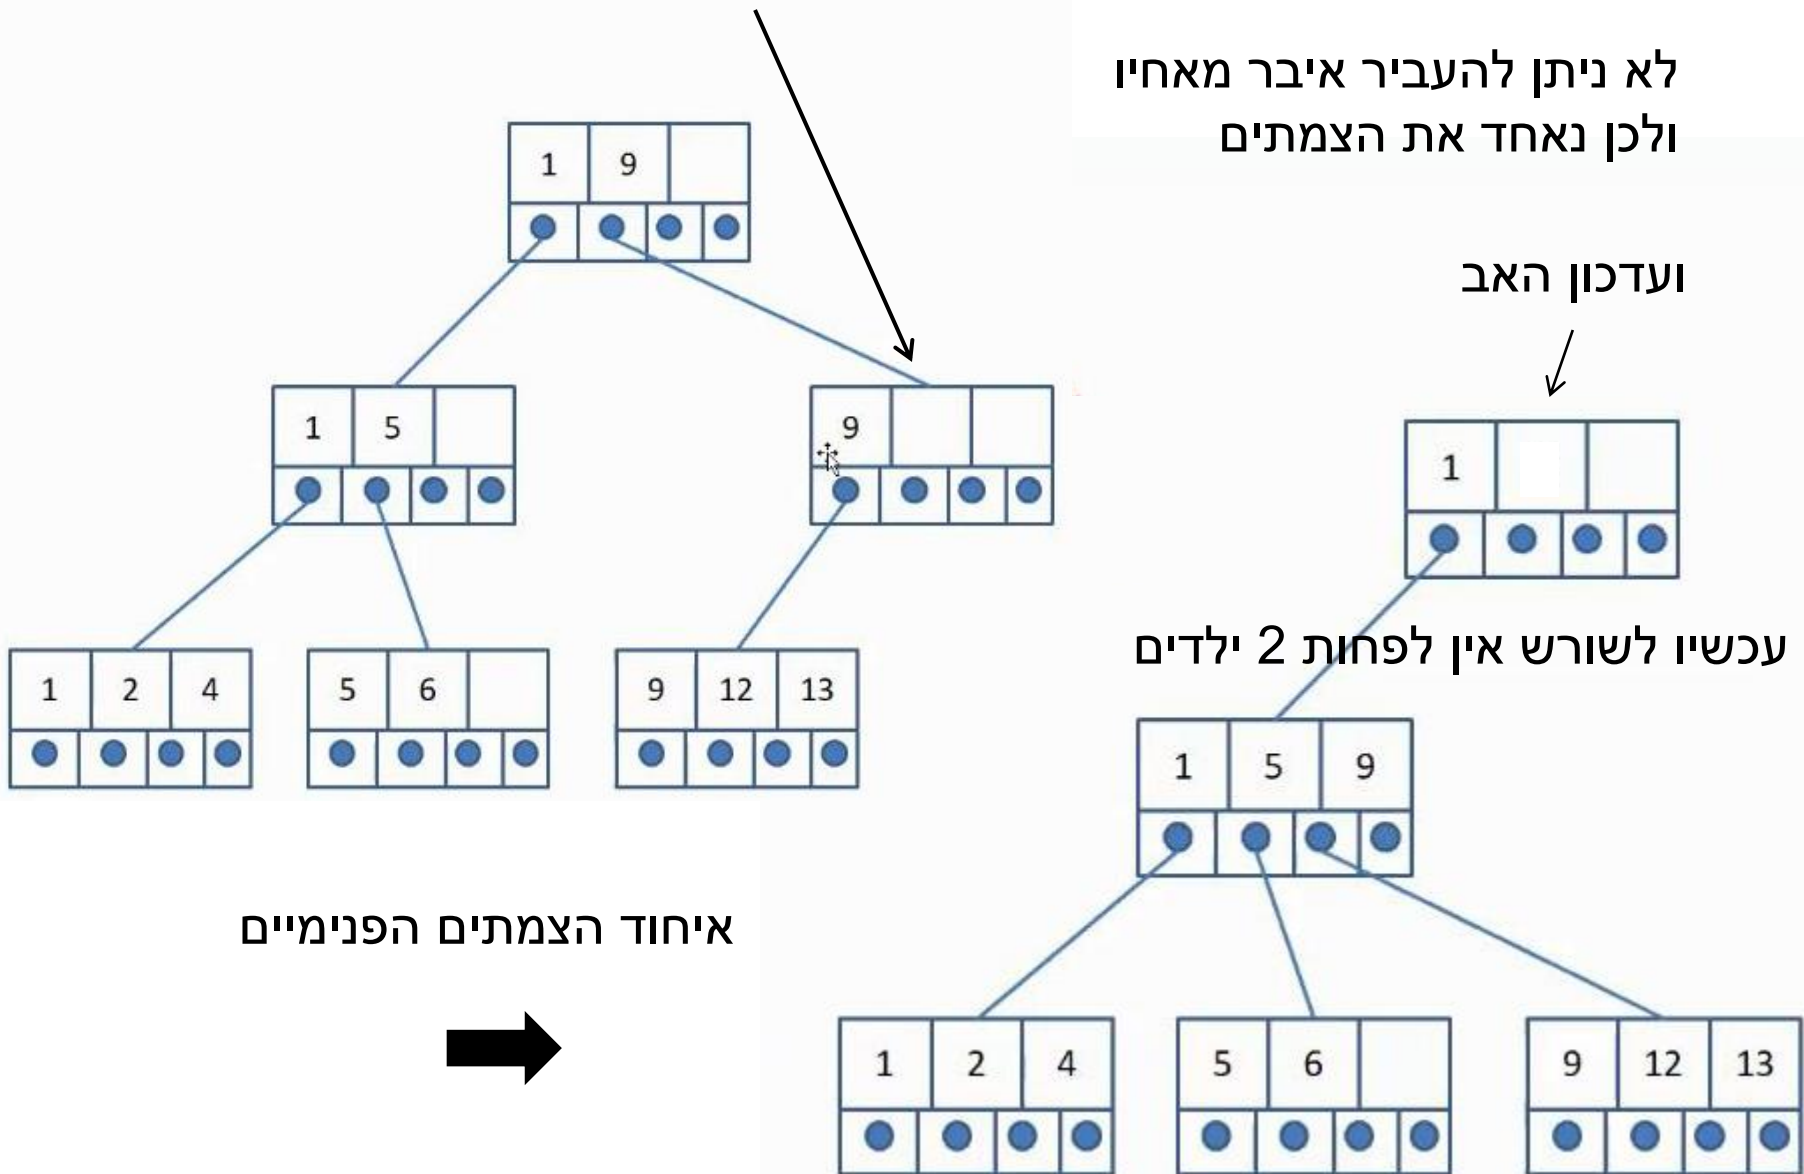 לא ניתן להעביר איבר מאחיו
ולכן נאחד את הצמתים
1 9
ועדכון האב
1 5
9
1
1 2 4
5 6
9 12 13
עכשיו לשורש אין לפחות 2 ילדים
1 5 9
איחוד הצמתים הפנימיים
1 2 4
5 6
9 12 13